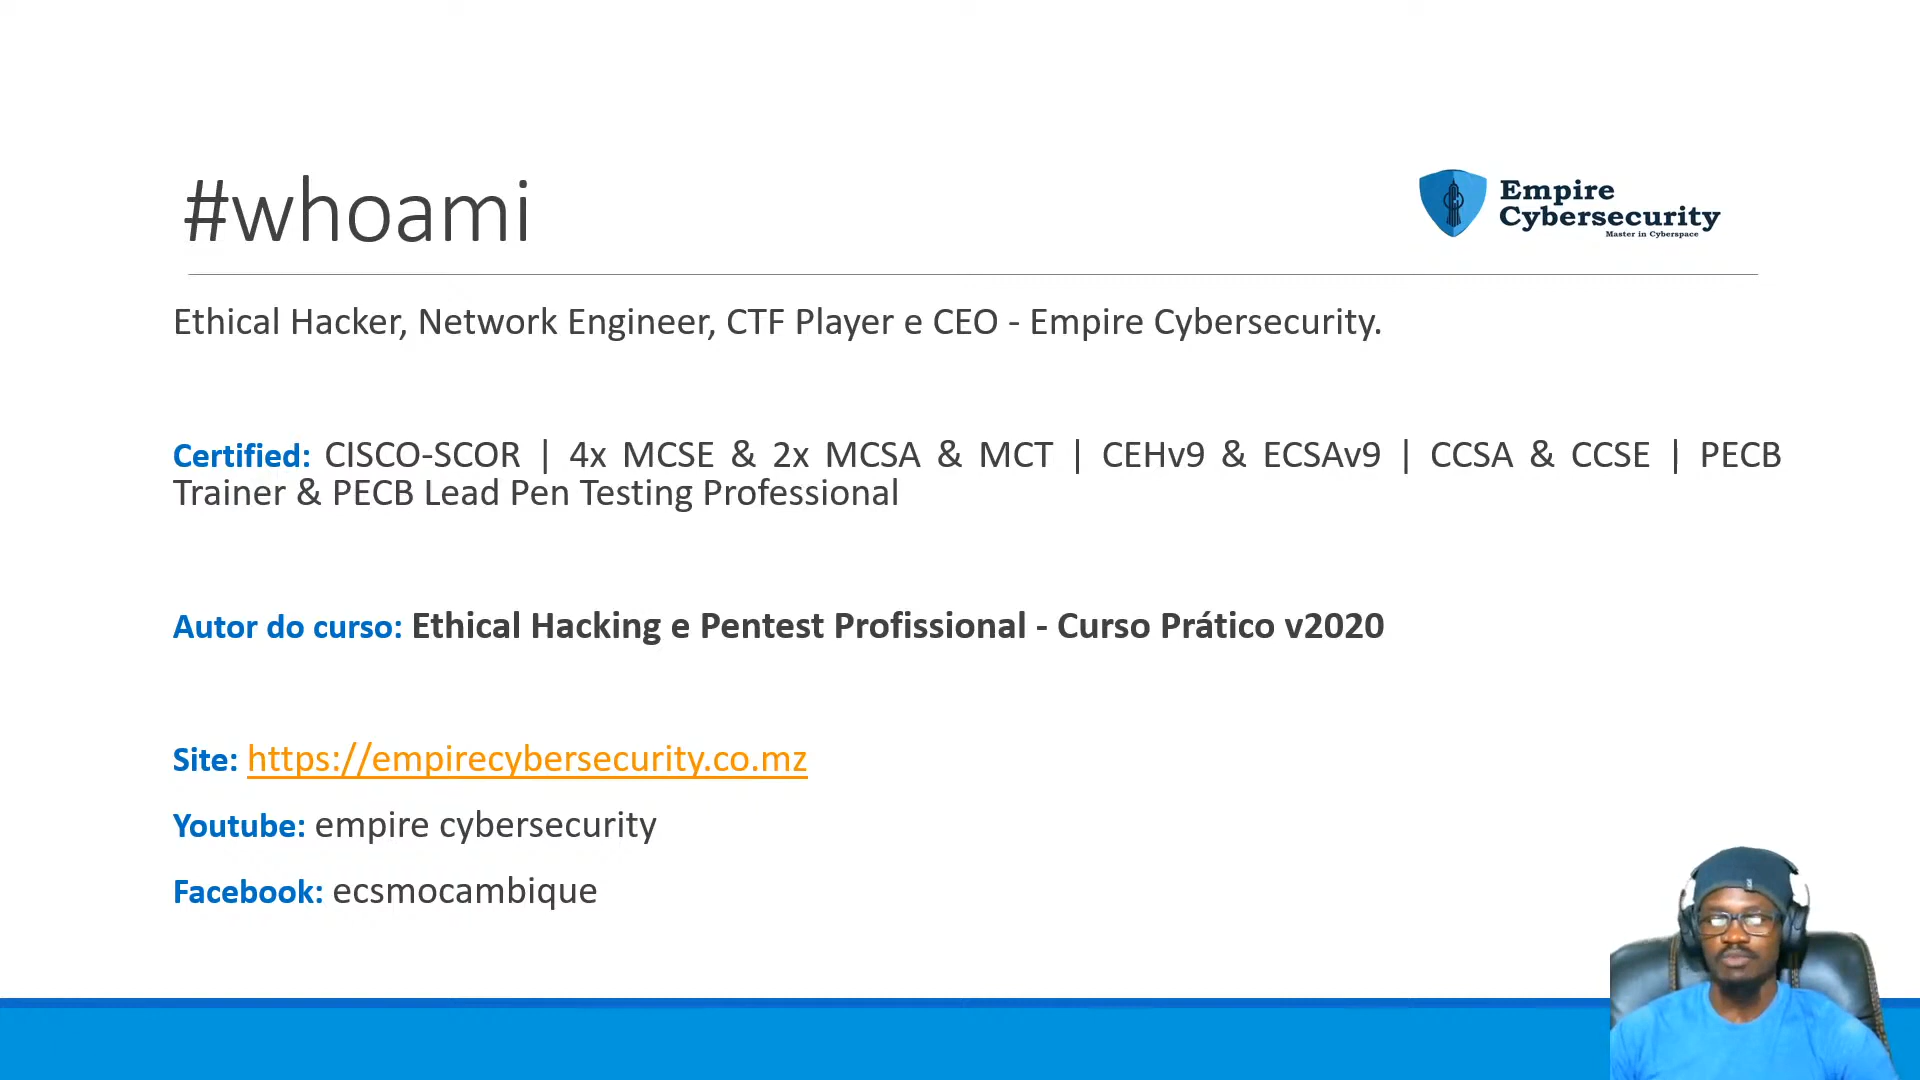 #whoami
Empire
Cybersecurity
Master in Cyberspace
Ethical Hacker, Network Engineer, CTF Player e CEO - Empire Cybersecurity.
Certified: CISCO-SCOR | 4x MCSE & 2x MCSA & MCT | CEHv9 & ECSAv9 | CCSA & CCSE | PECB
Trainer & PECB Lead Pen Testing Professional
Autor do curso: Ethical Hacking e Pentest Profissional - Curso Prático v2020
Site: https://empirecybersecurity.co.mz
Youtube: empire cybersecurity
Facebook: ecsmocambique